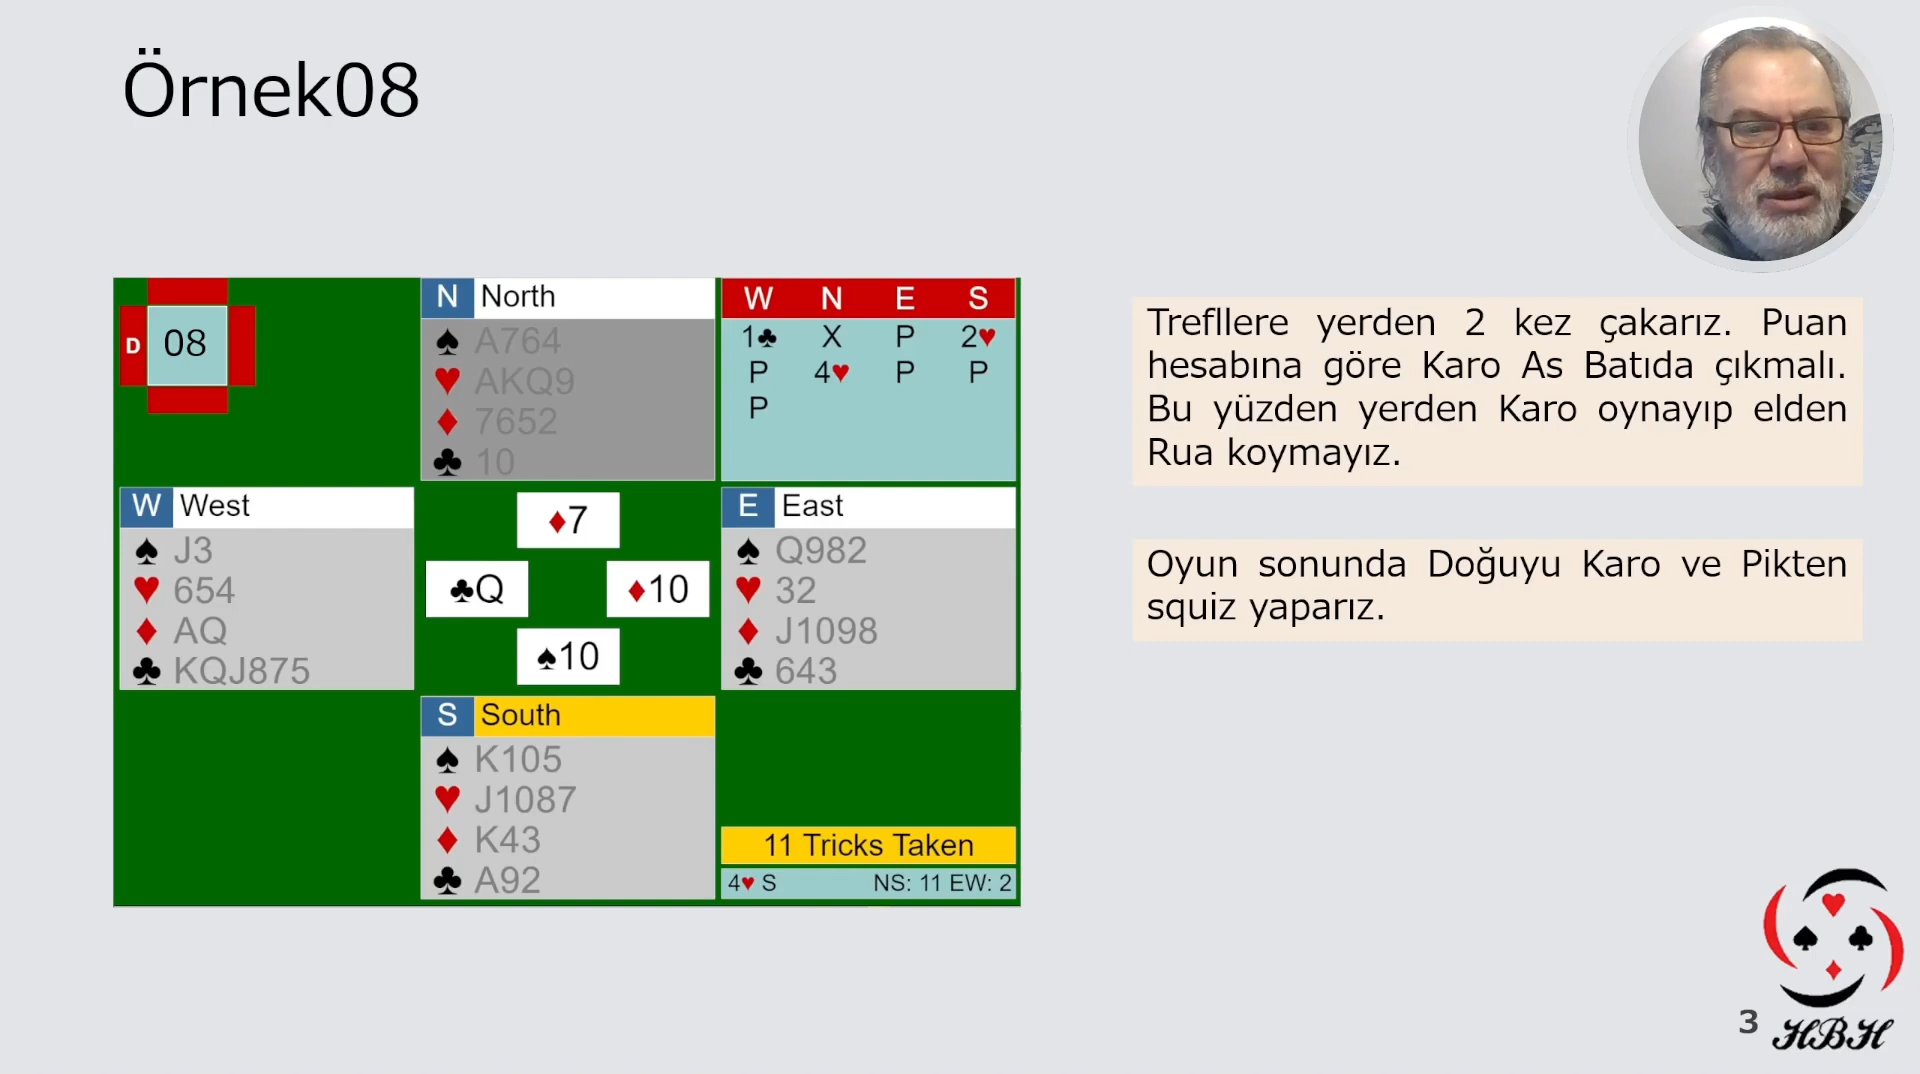 Örnek08
D 08
N North
♠ A764
♥ AKQ9
♦ 7652
♣ 10
W N E S
1♣ X P 2♥
P 4♥ P P
P
W West
♠ J3
♥ 654
♦ AQ
♣ KQJ875
♦7
♣Q
♦10
♠10
E East
♠ Q982
♥ 32
♦ J1098
♣ 643
S South
♠ K105
♥ J1087
♦ K43
♣ A92
11 Tricks Taken
4♥ S NS: 11 EW: 2
Trefllere yerden 2 kez çakarız. Puan
hesabına göre Karo As Batıda çıkmalı.
Bu yüzden yerden Karo oynayıp elden
Rua koymayız.
Oyun sonunda Doğuyu Karo ve Pikten
squiz yaparız.
3
HBH